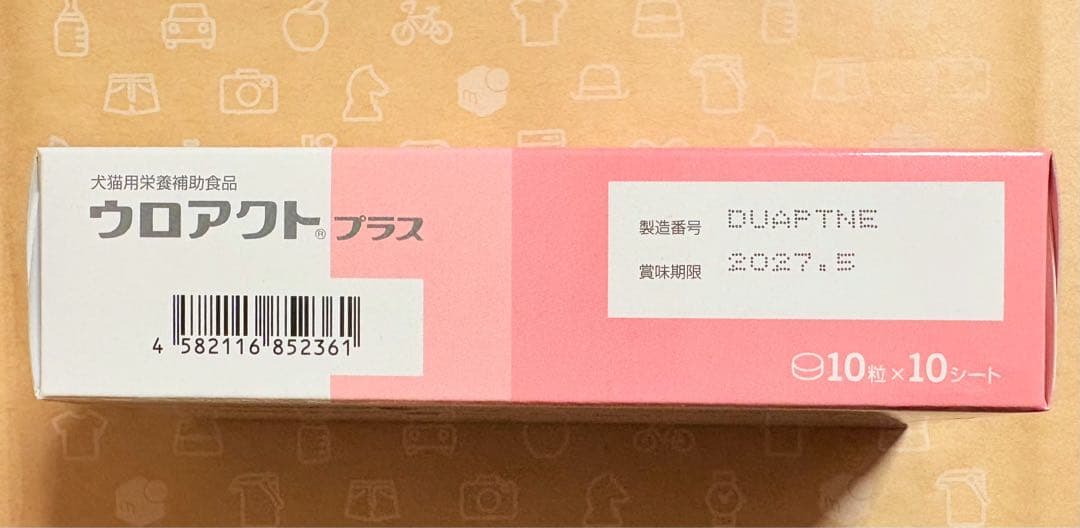 犬猫用栄養補助食品
ウロアクト® プラス
4 582116 852361
製造番号 DUAPTNE
賞味期限 2027.5
10粒×10シート